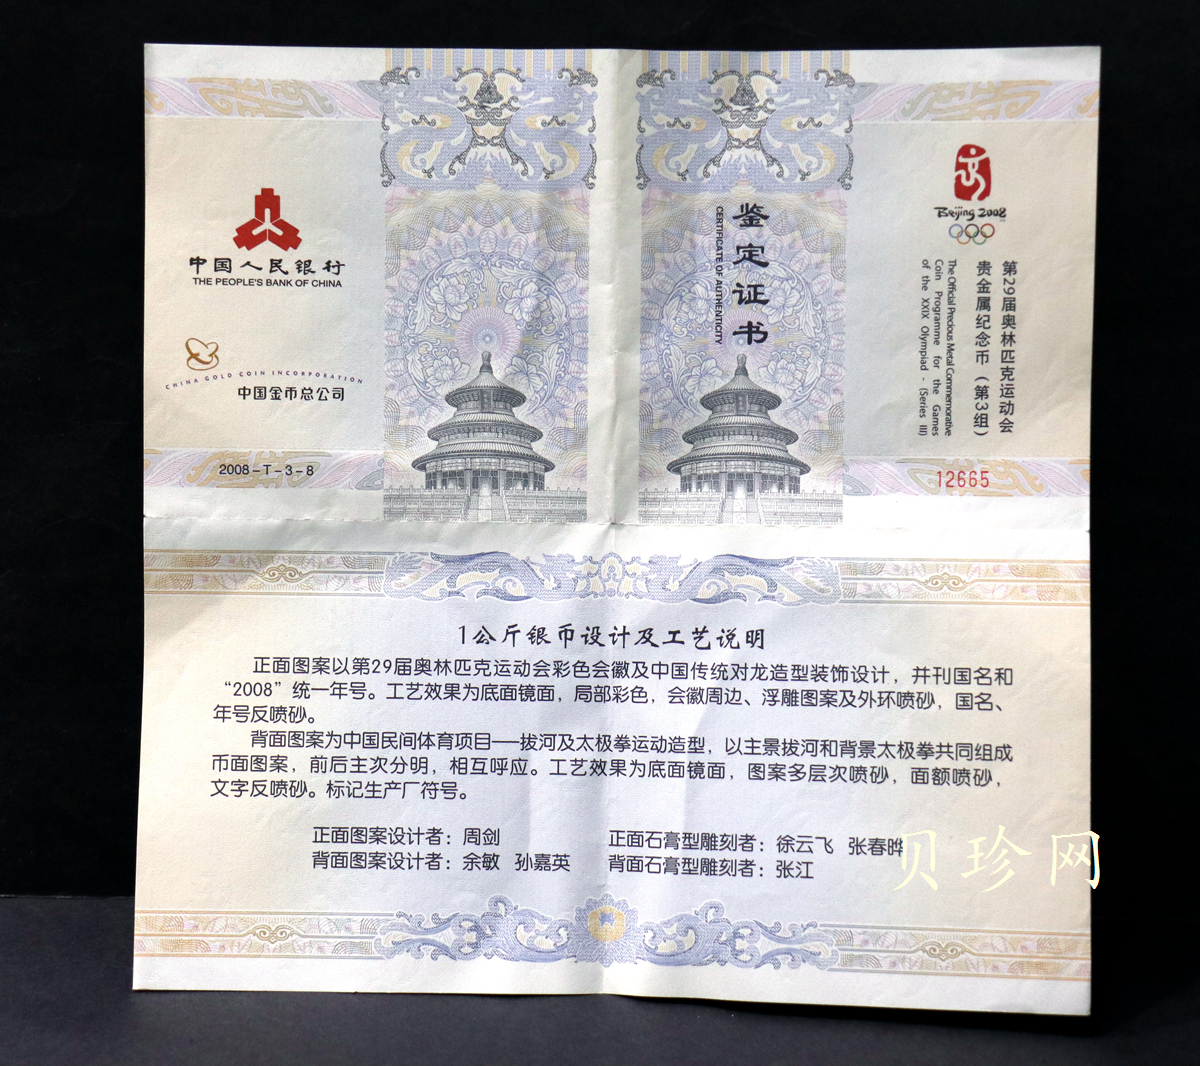 中国人民银行
THE PEOPLE'S BANK OF CHINA
CHINA GOLD COIN INCORPORATION
中国金币总公司
2008-T-3-8
鉴定证书
CERTIFICATE OF AUTHENTICITY
Beijing 2008
第29届奥林匹克运动会
贵金属纪念币（第3组）
The Official Precious Metal Commemorative
Coin Programme for the Games
of the XXIX Olympiad - (Series III)
12665
1公斤银币设计及工艺说明
正面图案以第29届奥林匹克运动会彩色会徽及中国传统对龙造型装饰设计，并刊国名和
“2008”统一年号。工艺效果为底面镜面，局部彩色，会徽周边、浮雕图案及外环喷砂，国名、
年号反喷砂。
背面图案为中国民间体育项目——拔河及太极拳运动造型，以主景拔河和背景太极拳共同组成
币面图案，前后主次分明，相互呼应。工艺效果为底面镜面，图案多层次喷砂，面额喷砂，
文字反喷砂。标记生产厂符号。
正面图案设计者：周剑 正面石膏型雕刻者：徐云飞 张春晔
背面图案设计者：余敏 孙嘉英 背面石膏型雕刻者：张江
贝珍网